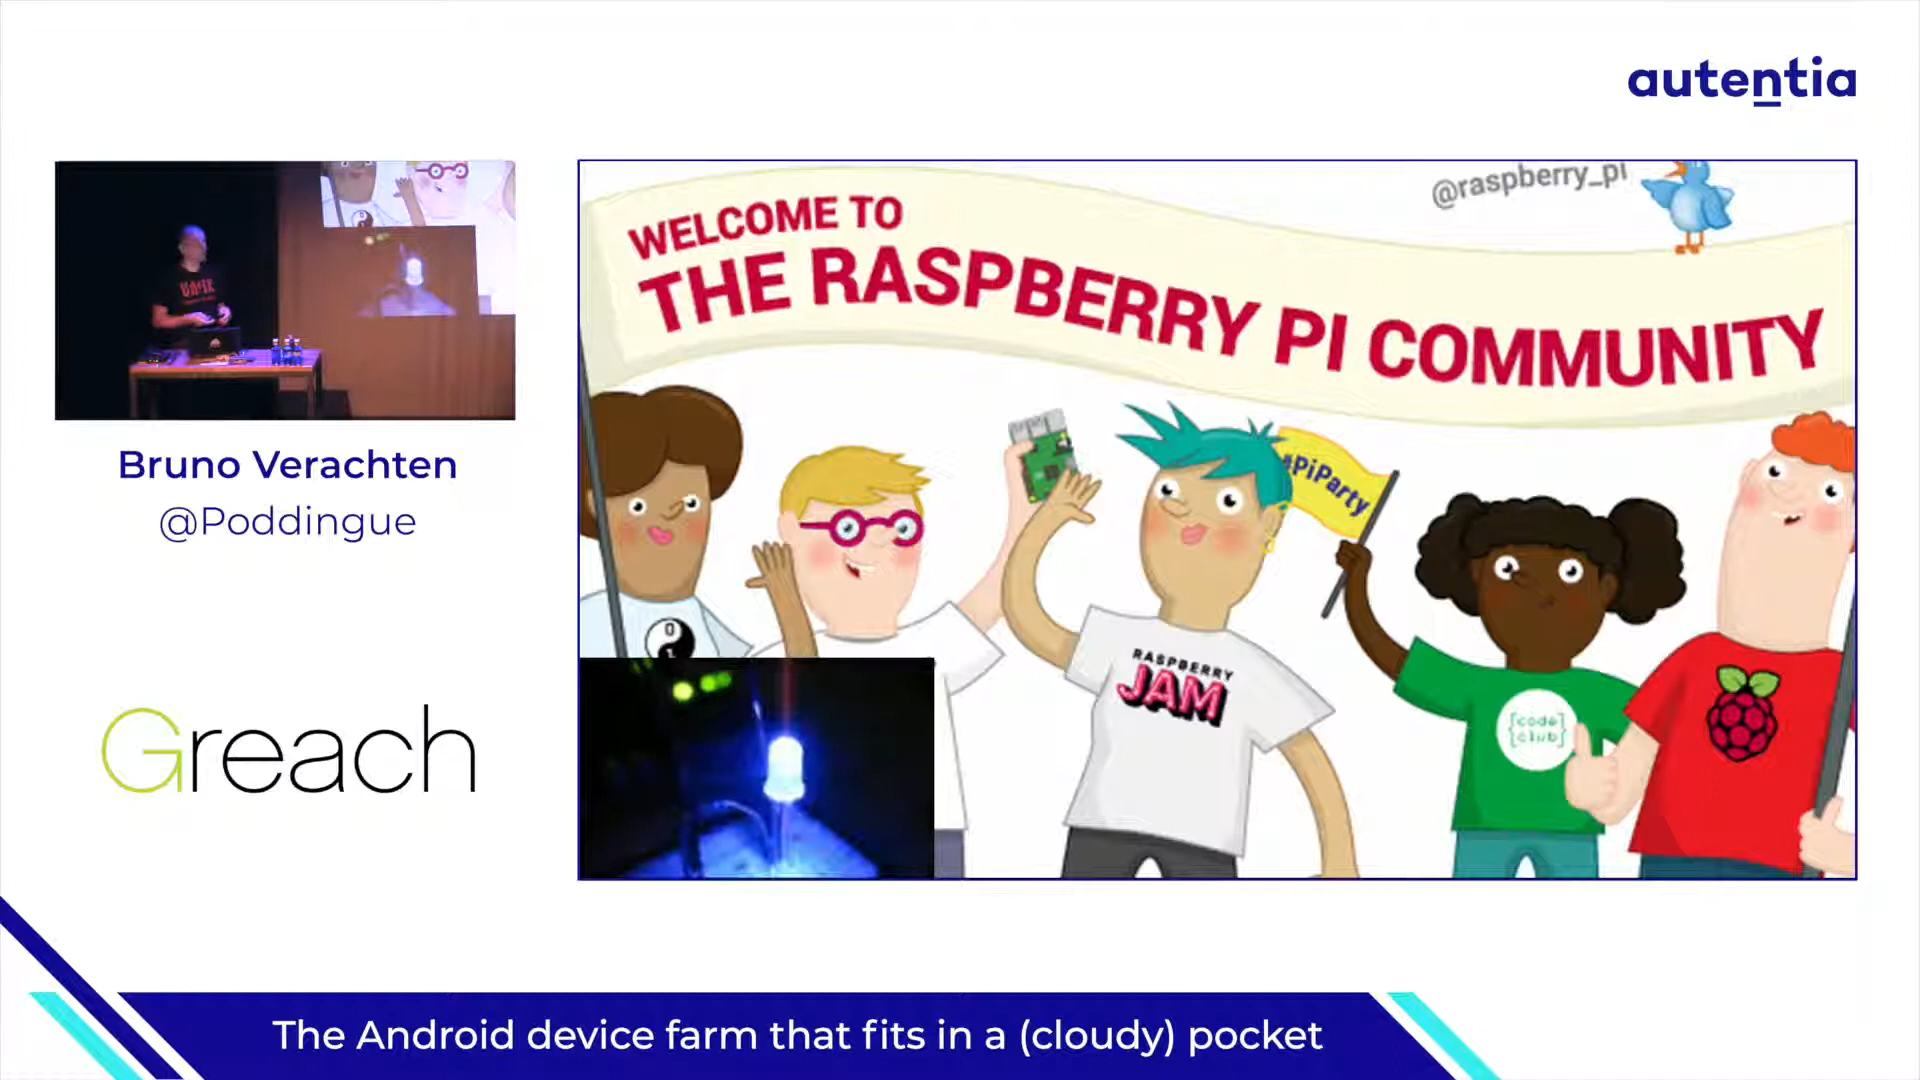 autentia
@raspberry_pi
WELCOME TO
THE RASPBERRY PI COMMUNITY
#PiParty
RASPBERRY
JAM
{code}
{club}
Bruno Verachten
@Poddingue
Greach
The Android device farm that fits in a (cloudy) pocket